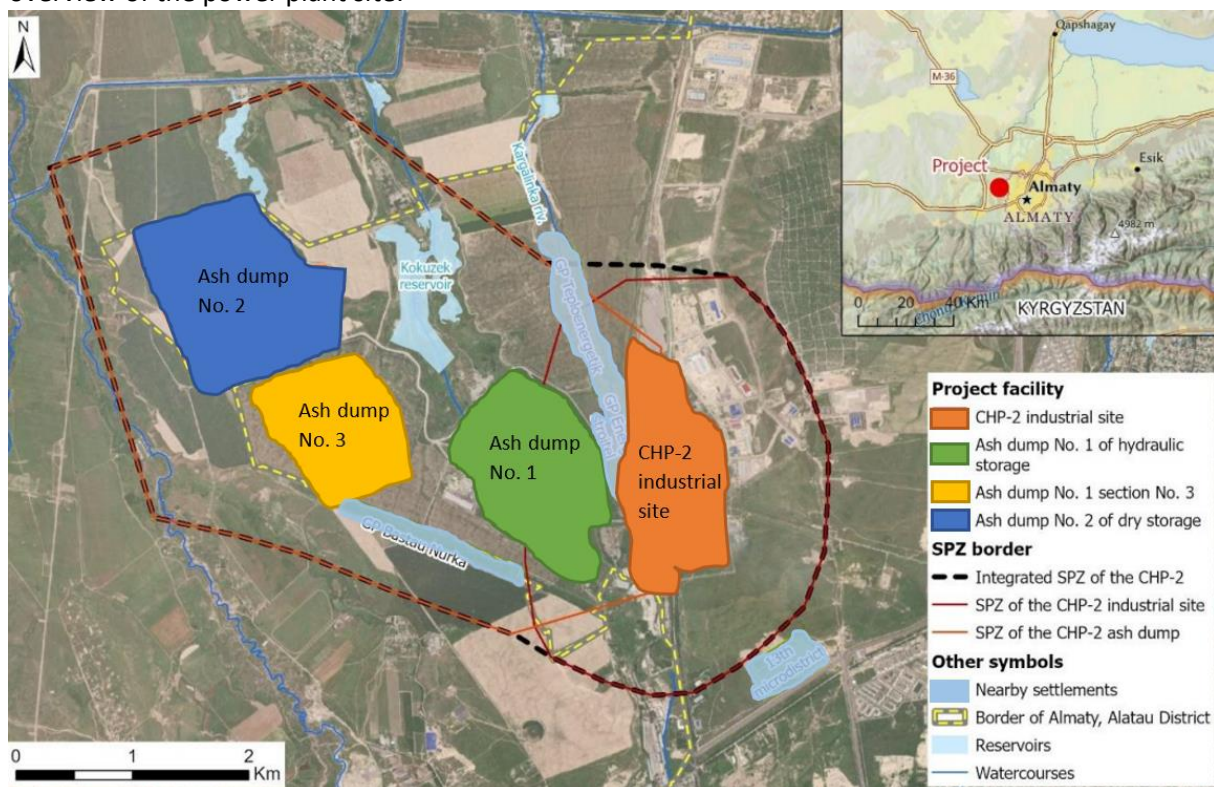 overview of the power plant site.
N
Qapshagay
M-36
Project
Esik
Almaty
ALMATY
4982 m
0 20 40 Km
KYRGYZSTAN
Kargalinka riv.
Ash dump
No. 2
Kokuzek
reservoir
GP Teploenergetik
Ash dump
No. 3
Ash dump
No. 1
CHP-2
industrial
site
GP Bastau Nurka
13th
microdistrict
0 1 2
Km
Project facility
CHP-2 industrial site
Ash dump No. 1 of hydraulic
storage
Ash dump No. 1 section No. 3
Ash dump No. 2 of dry storage
SPZ border
Integrated SPZ of the CHP-2
SPZ of the CHP-2 industrial site
SPZ of the CHP-2 ash dump
Other symbols
Nearby settlements
Border of Almaty, Alatau District
Reservoirs
Watercourses